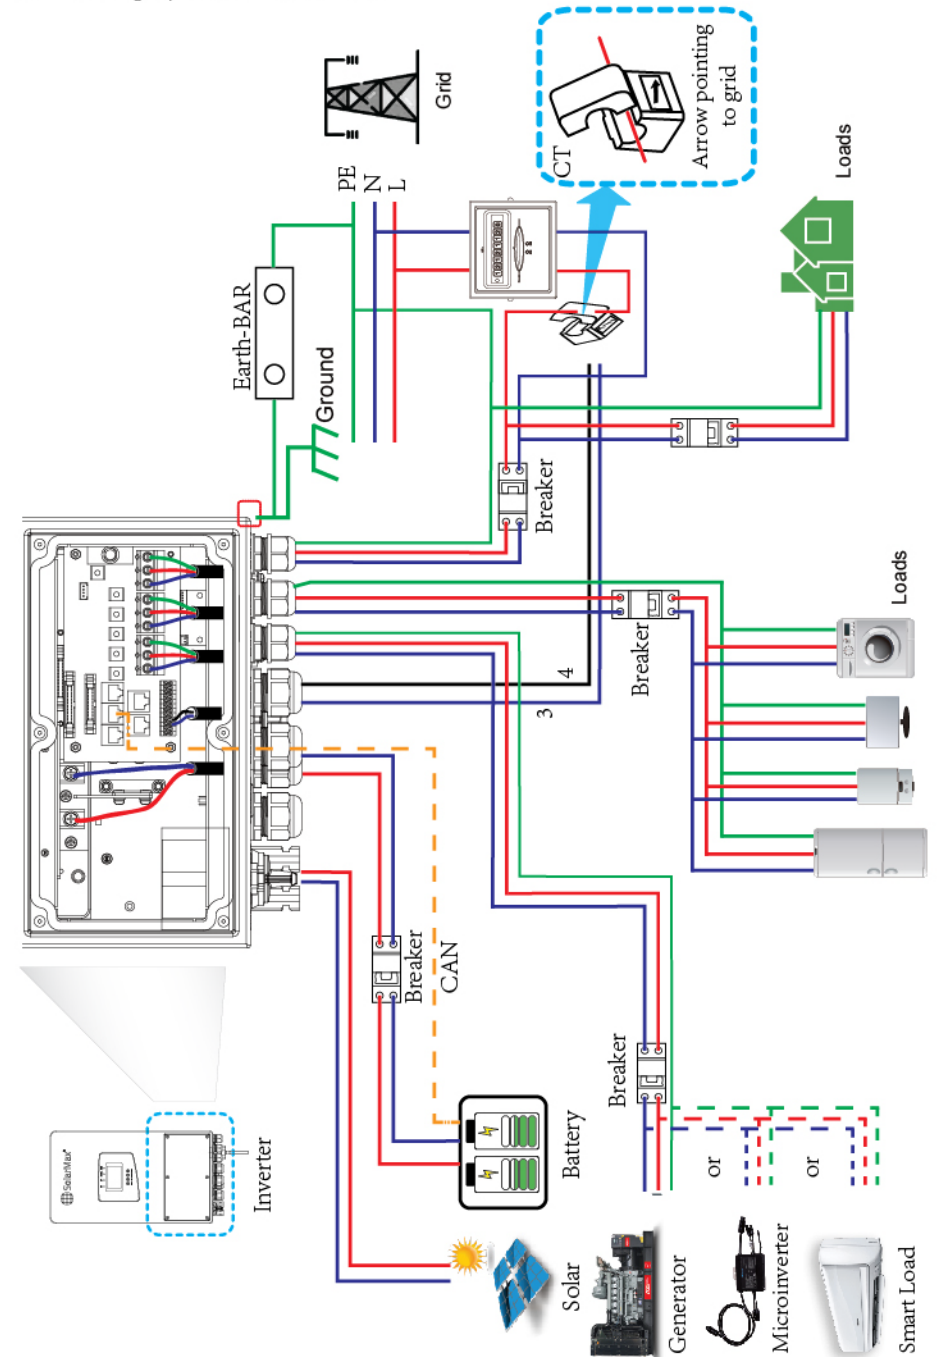 Grid
CT
Arrow pointing
to grid
PE
N
L
Loads
Earth-BAR
Ground
Breaker
Breaker
Loads
4
3
Breaker
CAN
Breaker
SolarMax
Inverter
Battery
or
or
Solar
Generator
Microinverter
Smart Load